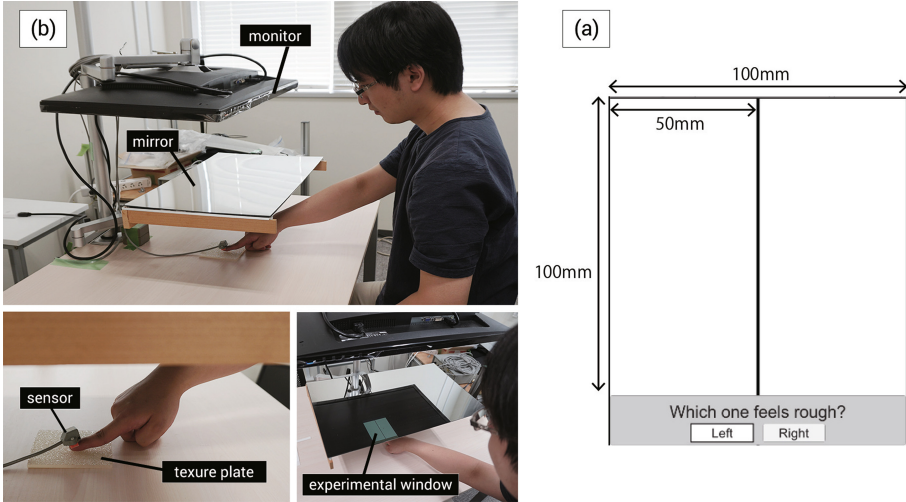 (b)
monitor
mirror
sensor
texure plate
experimental window
(a)
100mm
50mm
100mm
Which one feels rough?
Left
Right